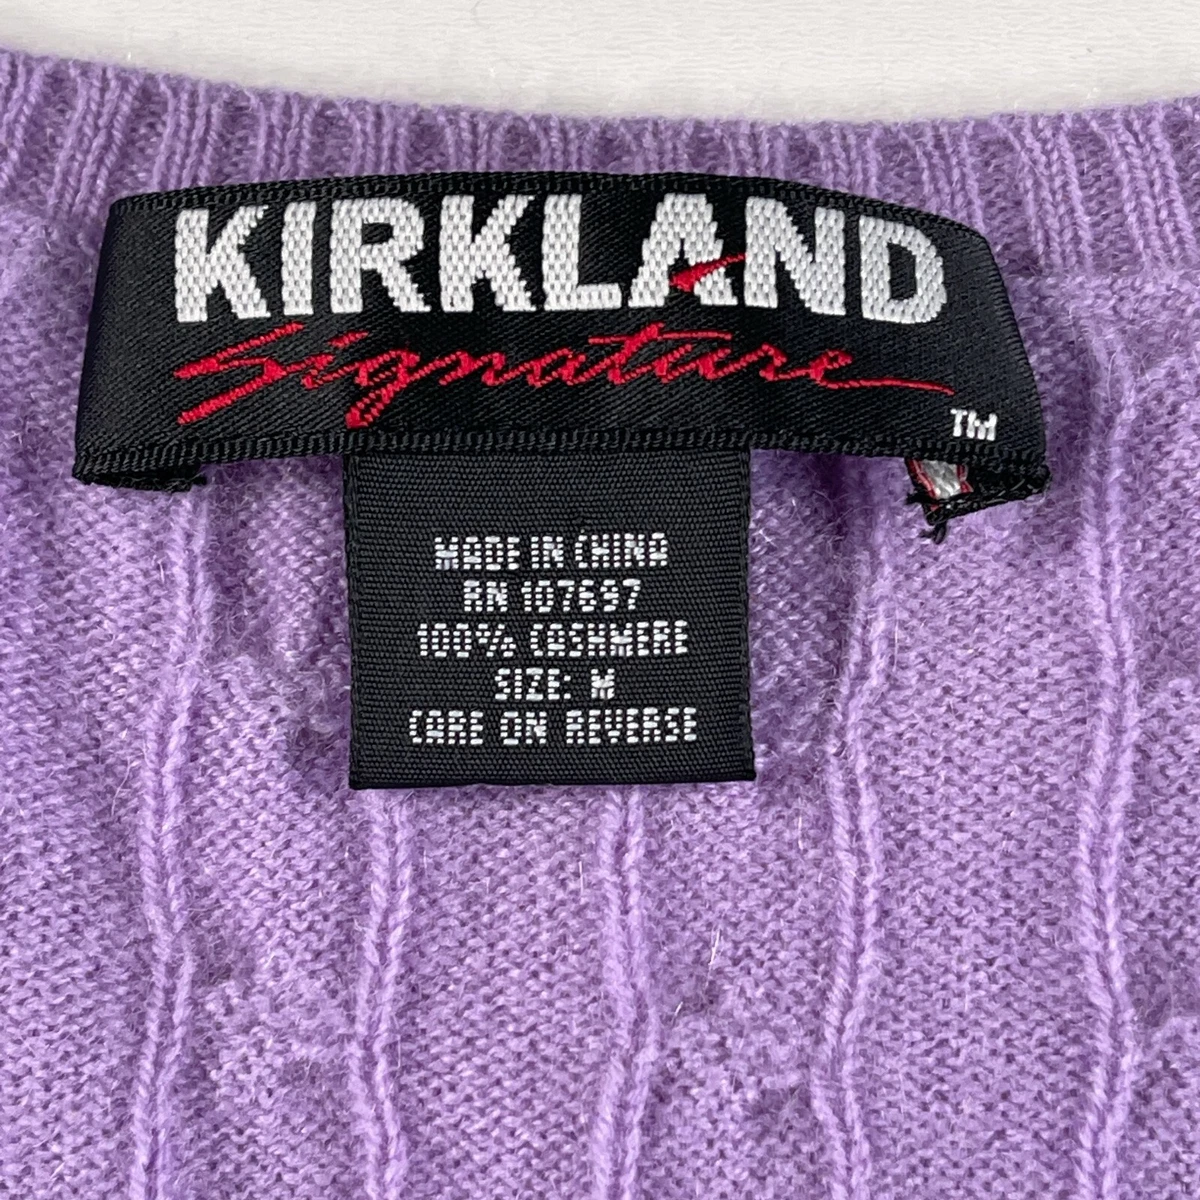 KIRKLAND
Signature
TM
MADE IN CHINA
RN 107697
100% CASHMERE
SIZE: M
CARE ON REVERSE